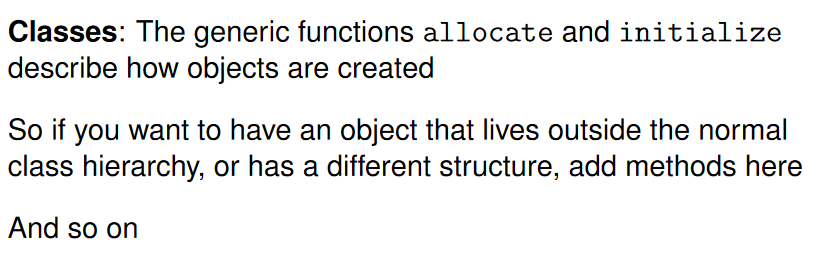 Classes: The generic functions allocate and initialize
describe how objects are created
So if you want to have an object that lives outside the normal
class hierarchy, or has a different structure, add methods here
And so on